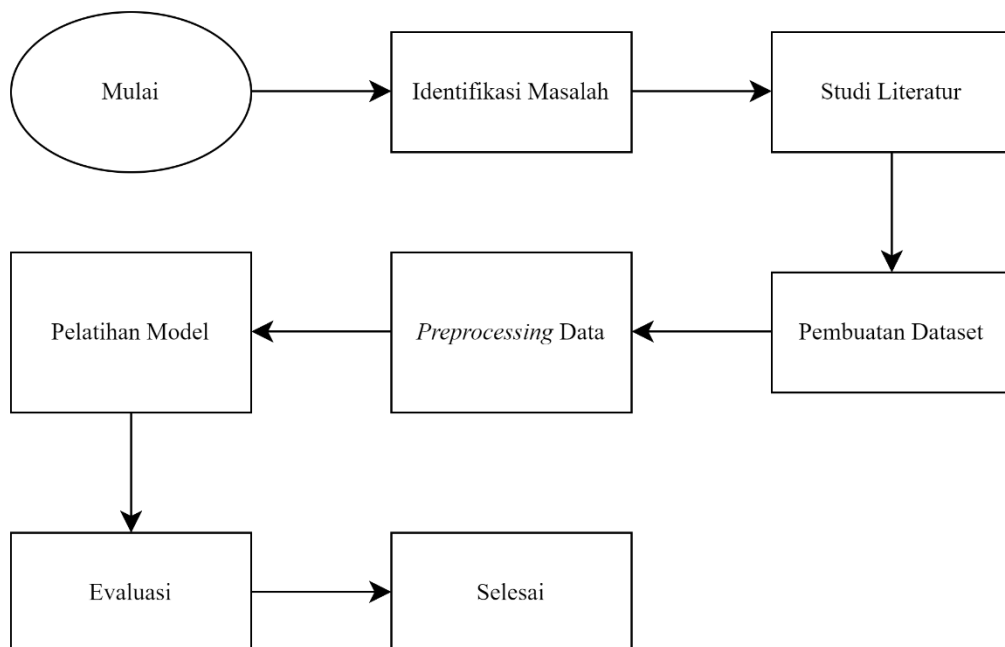 Mulai
Identifikasi Masalah
Studi Literatur
Pembuatan Dataset
Preprocessing Data
Pelatihan Model
Evaluasi
Selesai